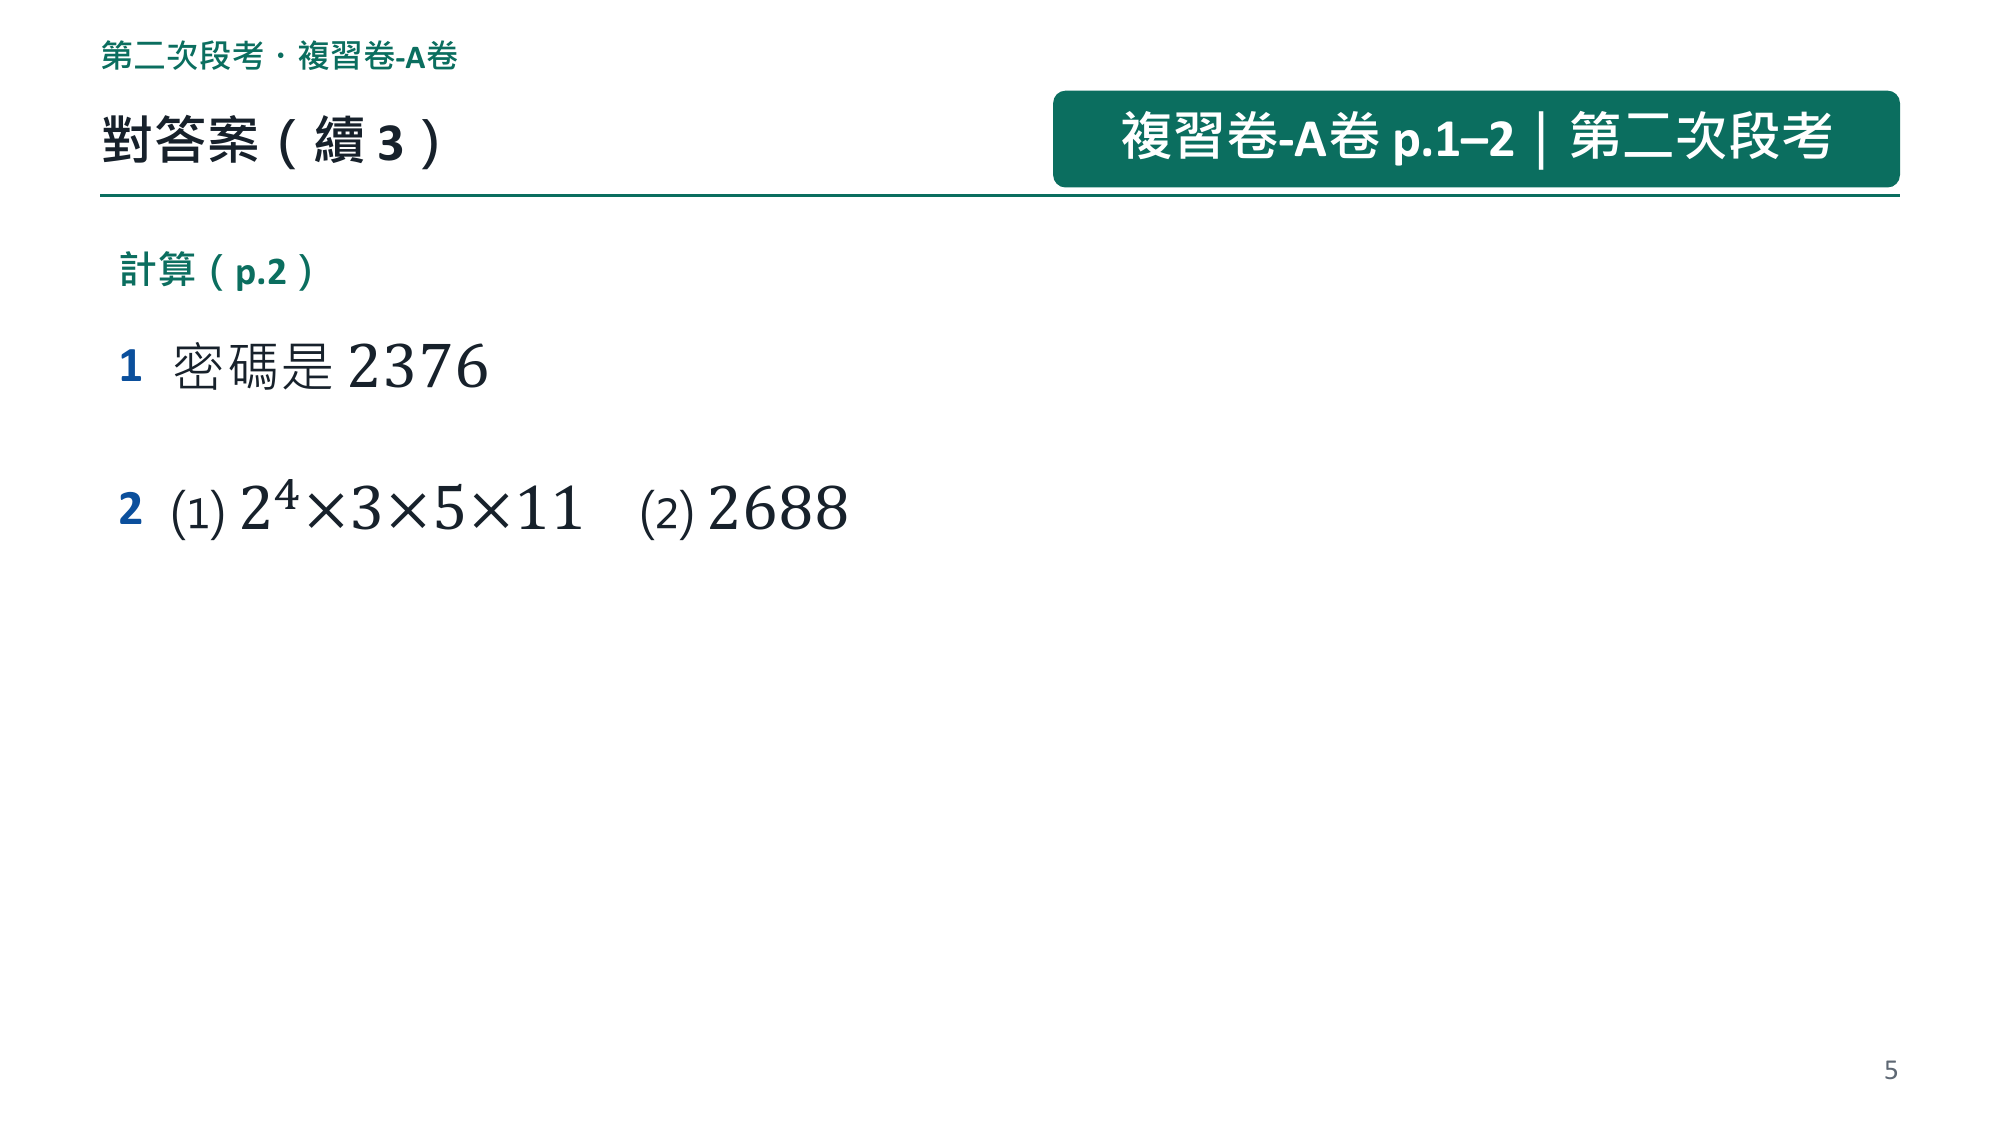 第二次段考・複習卷-A卷
對答案（續 3）
複習卷-A卷 p.1–2｜第二次段考
計算（p.2）
1 密碼是 2376
2 (1) 2⁴×3×5×11 (2) 2688
5